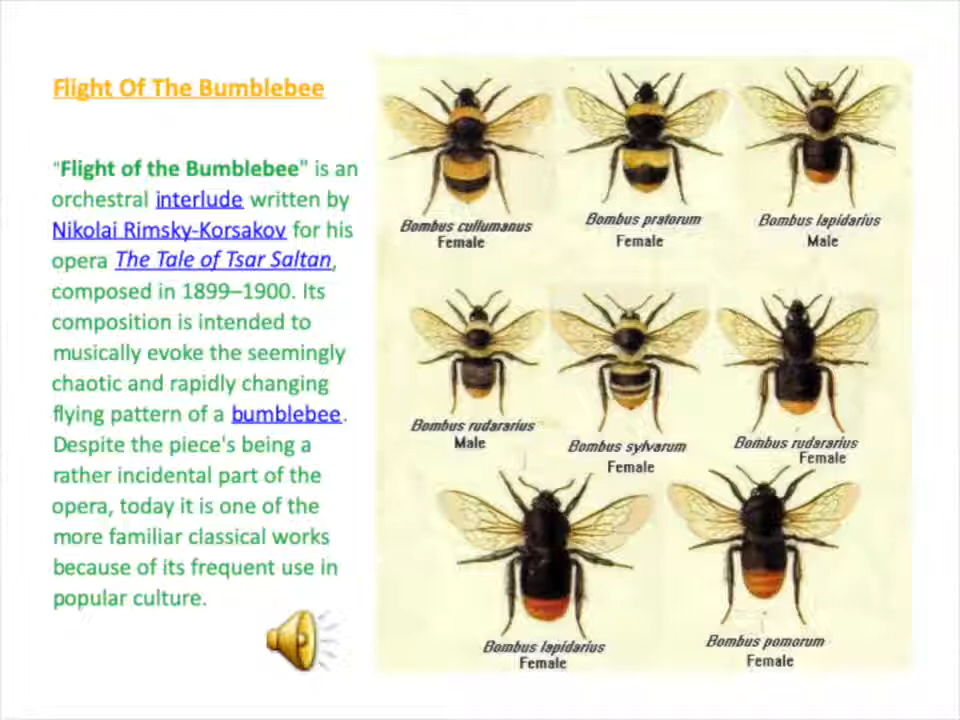 Flight Of The Bumblebee
"Flight of the Bumblebee" is an
orchestral interlude written by
Nikolai Rimsky-Korsakov for his
opera The Tale of Tsar Saltan,
composed in 1899–1900. Its
composition is intended to
musically evoke the seemingly
chaotic and rapidly changing
flying pattern of a bumblebee.
Despite the piece's being a
rather incidental part of the
opera, today it is one of the
more familiar classical works
because of its frequent use in
popular culture.
Bombus cullumanus
Female
Bombus pratorum
Female
Bombus lapidarius
Male
Bombus rudararius
Male
Bombus sylvarum
Female
Bombus rudararius
Female
Bombus lapidarius
Female
Bombus pomorum
Female